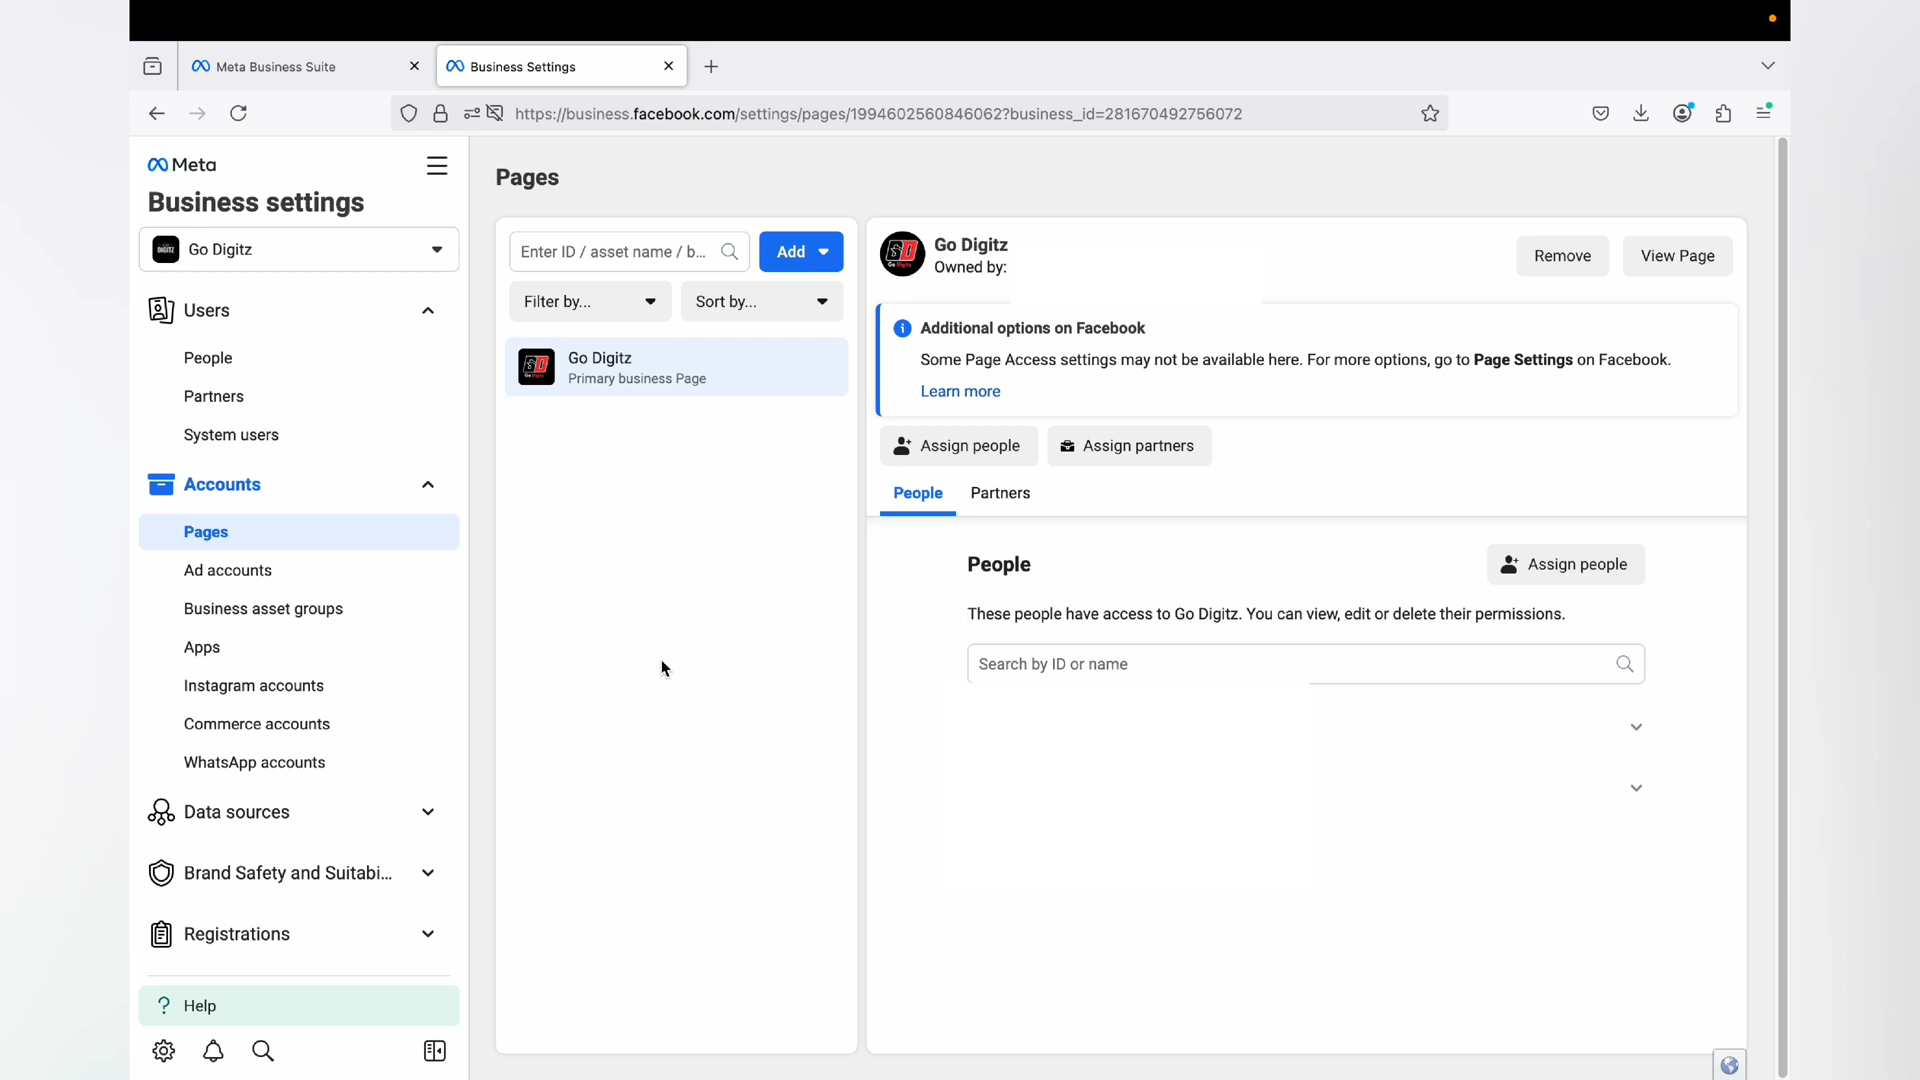 Meta Business Suite
Business Settings
https://business.facebook.com/settings/pages/1994602560846062?business_id=281670492756072
Meta
Business settings
Go Digitz
Users
People
Partners
System users
Accounts
Pages
Ad accounts
Business asset groups
Apps
Instagram accounts
Commerce accounts
WhatsApp accounts
Data sources
Brand Safety and Suitabi...
Registrations
? Help
Pages
Enter ID / asset name / b...
Add
Filter by...
Sort by...
Go Digitz
Primary business Page
Go Digitz
Owned by:
Remove
View Page
Additional options on Facebook
Some Page Access settings may not be available here. For more options, go to Page Settings on Facebook.
Learn more
Assign people
Assign partners
People
Partners
People
Assign people
These people have access to Go Digitz. You can view, edit or delete their permissions.
Search by ID or name